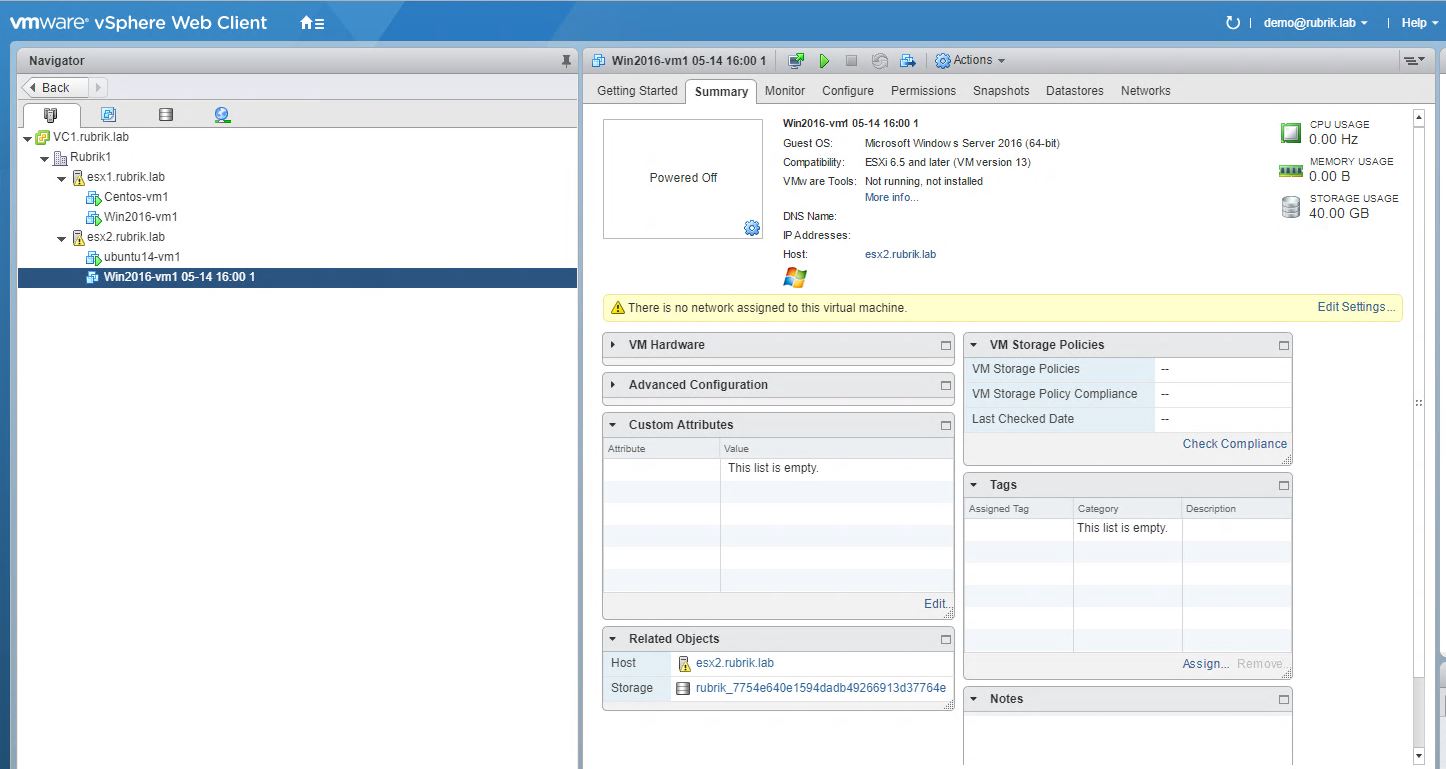 vmware® vSphere Web Client
demo@rubrik.lab
Help
Navigator
Back
VC1.rubrik.lab
Rubrik1
esx1.rubrik.lab
Centos-vm1
Win2016-vm1
esx2.rubrik.lab
ubuntu14-vm1
Win2016-vm1 05-14 16:00 1
Win2016-vm1 05-14 16:00 1
Actions
Getting Started Summary Monitor Configure Permissions Snapshots Datastores Networks
Powered Off
Win2016-vm1 05-14 16:00 1
Guest OS: Microsoft Windows Server 2016 (64-bit)
Compatibility: ESXi 6.5 and later (VM version 13)
VMware Tools: Not running, not installed
More info...
DNS Name:
IP Addresses:
Host: esx2.rubrik.lab
CPU USAGE
0.00 Hz
MEMORY USAGE
0.00 B
STORAGE USAGE
40.00 GB
There is no network assigned to this virtual machine.
Edit Settings...
VM Hardware
Advanced Configuration
Custom Attributes
Attribute Value
This list is empty.
Edit...
Related Objects
Host esx2.rubrik.lab
Storage rubrik_7754e640e1594dadb49266913d37764e
VM Storage Policies
VM Storage Policies --
VM Storage Policy Compliance --
Last Checked Date --
Check Compliance
Tags
Assigned Tag Category Description
This list is empty.
Assign... Remove...
Notes